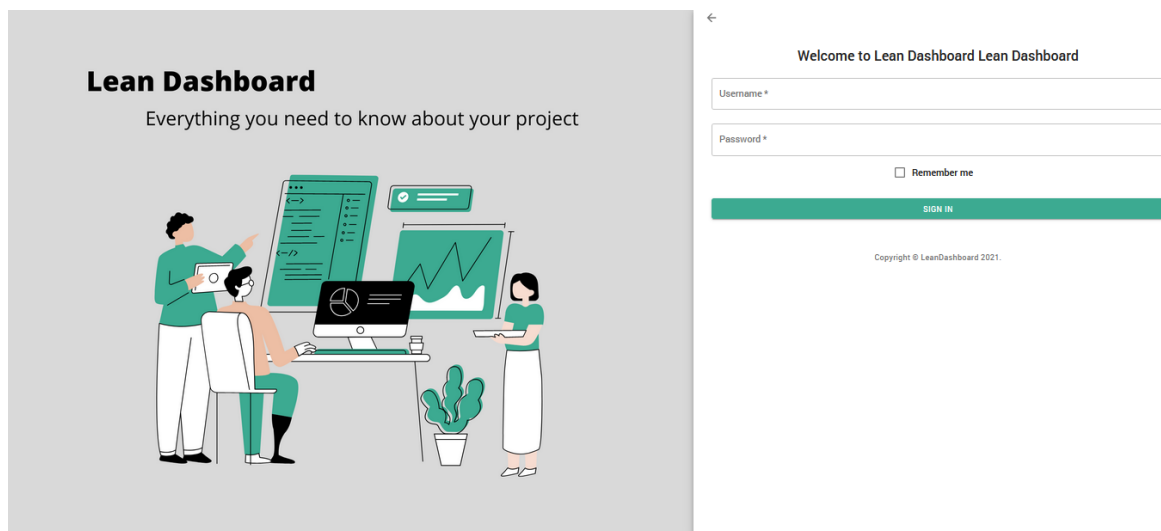 Lean Dashboard
Everything you need to know about your project
Welcome to Lean Dashboard Lean Dashboard
Username *
Password *
Remember me
SIGN IN
Copyright © LeanDashboard 2021.